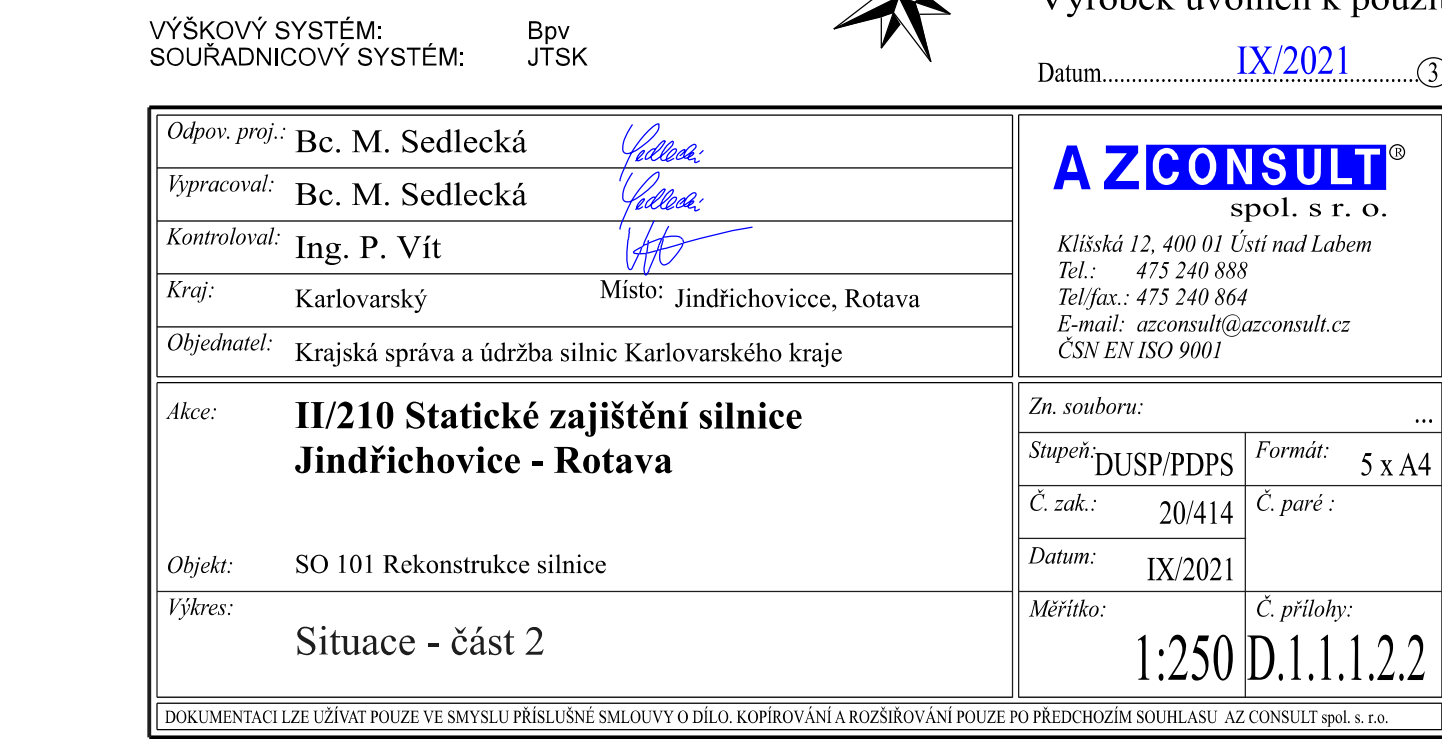 VÝŠKOVÝ SYSTÉM: Bpv
SOUŘADNICOVÝ SYSTÉM: JTSK
Datum IX/2021 3
Odpov. proj.: Bc. M. Sedlecká
Vypracoval: Bc. M. Sedlecká
Kontroloval: Ing. P. Vít
Kraj: Karlovarský Místo: Jindřichovicce, Rotava
Objednatel: Krajská správa a údržba silnic Karlovarského kraje
AZ CONSULT ®
spol. s r. o.
Klíšská 12, 400 01 Ústí nad Labem
Tel.: 475 240 888
Tel/fax.: 475 240 864
E-mail: azconsult@azconsult.cz
ČSN EN ISO 9001
Akce: II/210 Statické zajištění silnice
Jindřichovice - Rotava
Objekt: SO 101 Rekonstrukce silnice
Výkres: Situace - část 2
Zn. souboru: ...
Stupeň: DUSP/PDPS Formát: 5 x A4
Č. zak.: 20/414 Č. paré :
Datum: IX/2021
Měřítko: 1:250 Č. přílohy: D.1.1.1.2.2
DOKUMENTACI LZE UŽÍVAT POUZE VE SMYSLU PŘÍSLUŠNÉ SMLOUVY O DÍLO. KOPÍROVÁNÍ A ROZŠIŘOVÁNÍ POUZE PO PŘEDCHOZÍM SOUHLASU AZ CONSULT spol. s. r.o.